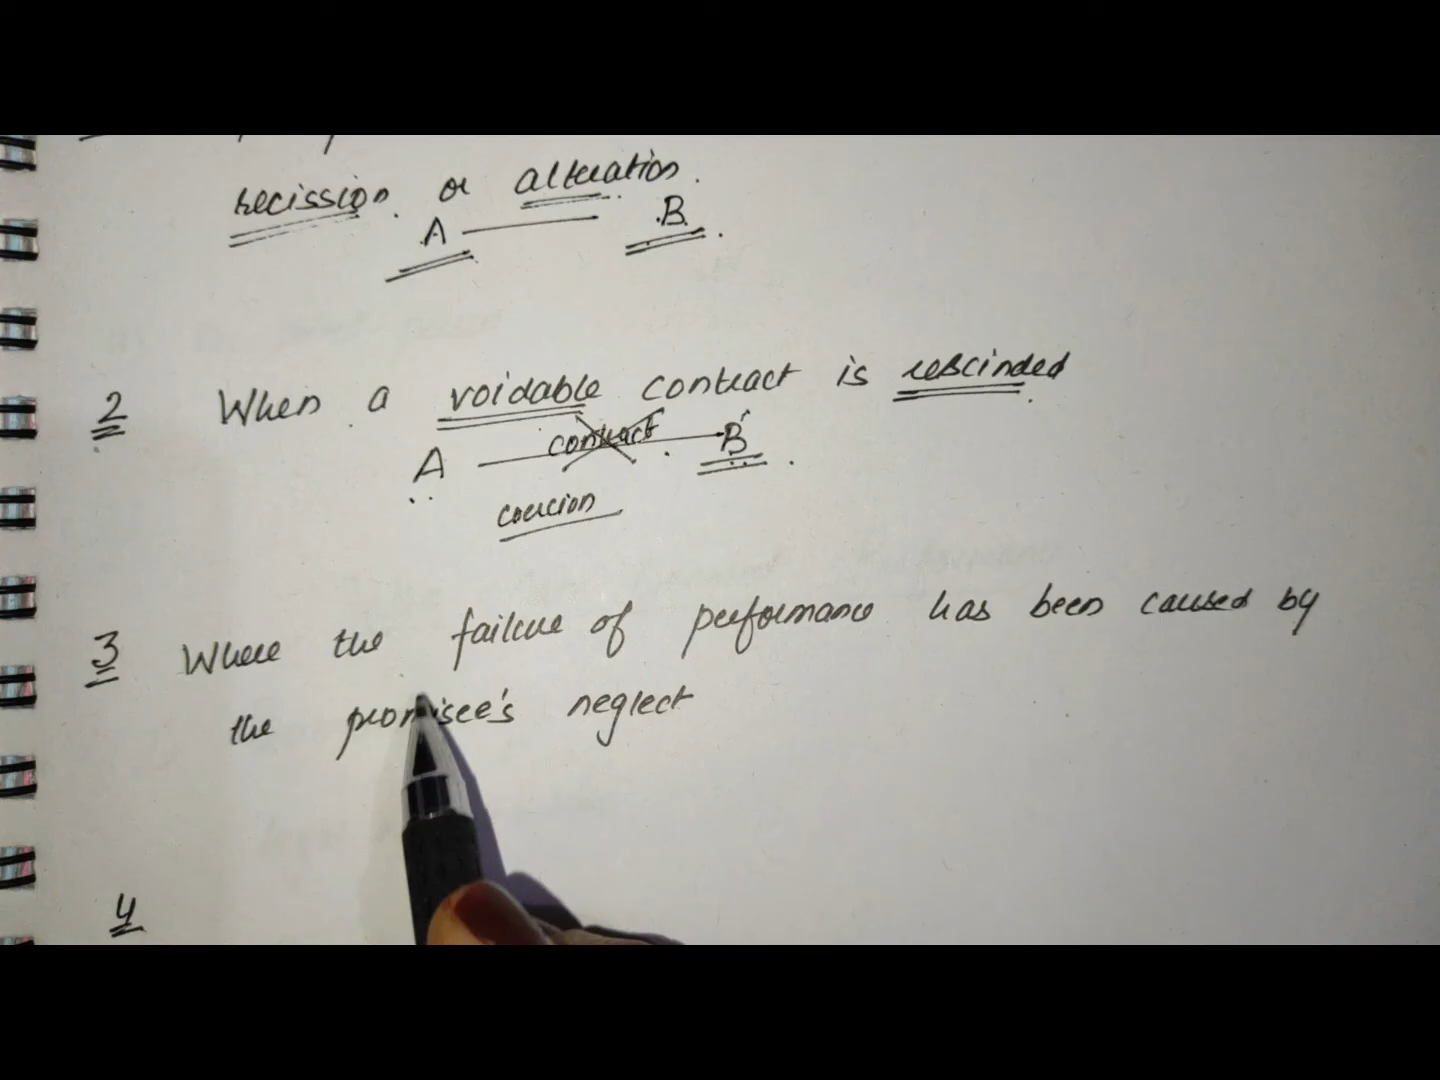 recission. or alteration.
A B
2 When a voidable contract is rescinded.
A contract B
coercion
3 Where the failure of performance has been caused by
the promisee's neglect
4